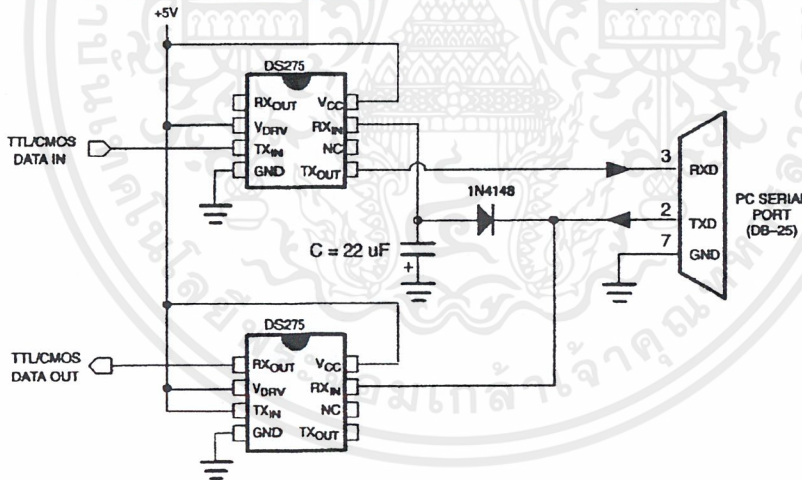 +5V
DS275
RXOUT
VDRV
TXIN
GND
VCC
RXIN
NC
TXOUT
TTL/CMOS
DATA IN
1N4148
C = 22 uF
+
3
2
7
RXD
TXD
GND
PC SERIAL
PORT
(DB-25)
DS275
RXOUT
VDRV
TXIN
GND
VCC
RXIN
NC
TXOUT
TTL/CMOS
DATA OUT